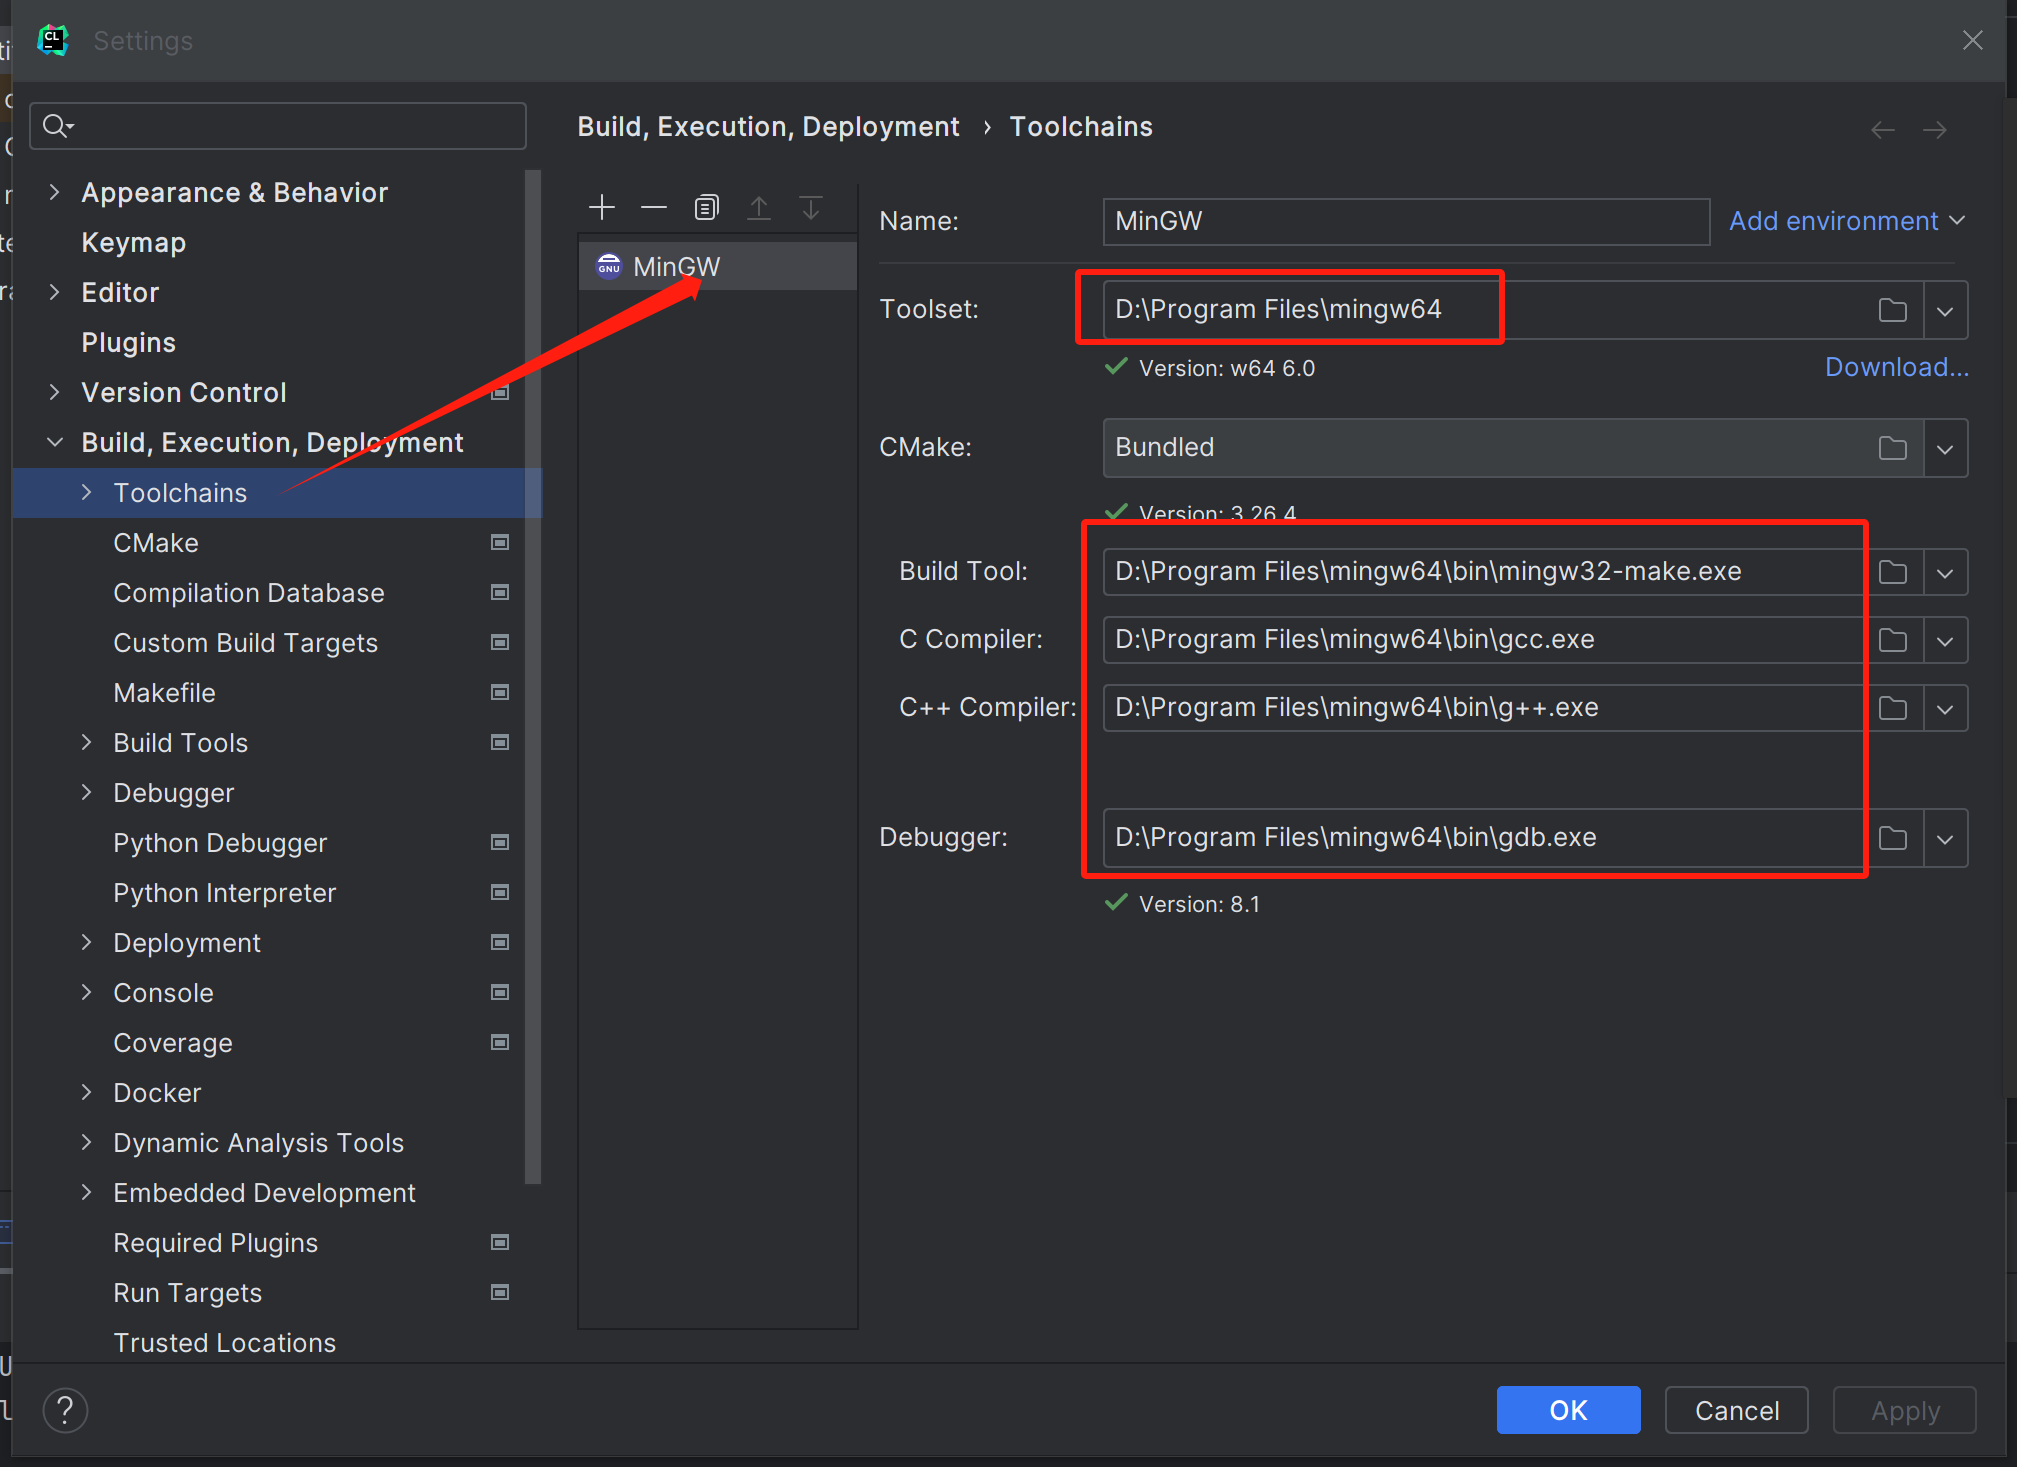 CL
Settings
Build, Execution, Deployment › Toolchains
Appearance & Behavior
Keymap
Editor
Plugins
Version Control
Build, Execution, Deployment
Toolchains
CMake
Compilation Database
Custom Build Targets
Makefile
Build Tools
Debugger
Python Debugger
Python Interpreter
Deployment
Console
Coverage
Docker
Dynamic Analysis Tools
Embedded Development
Required Plugins
Run Targets
Trusted Locations
GNU MinGW
Name: MinGW Add environment
Toolset: D:\Program Files\mingw64
Version: w64 6.0 Download...
CMake: Bundled
Version: 3.26.4
Build Tool: D:\Program Files\mingw64\bin\mingw32-make.exe
C Compiler: D:\Program Files\mingw64\bin\gcc.exe
C++ Compiler: D:\Program Files\mingw64\bin\g++.exe
Debugger: D:\Program Files\mingw64\bin\gdb.exe
Version: 8.1
? OK Cancel Apply